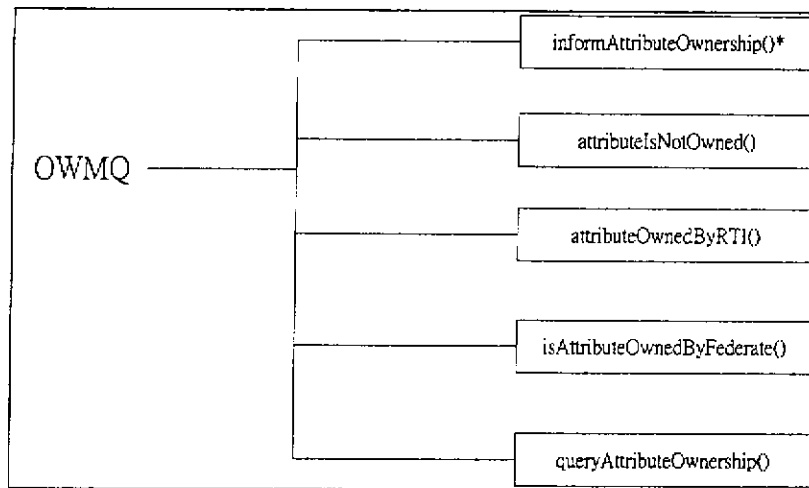 informAttributeOwnership()*
attributeIsNotOwned()
OWMQ
attributeOwnedByRTI()
isAttributeOwnedByFederate()
queryAttributeOwnership()